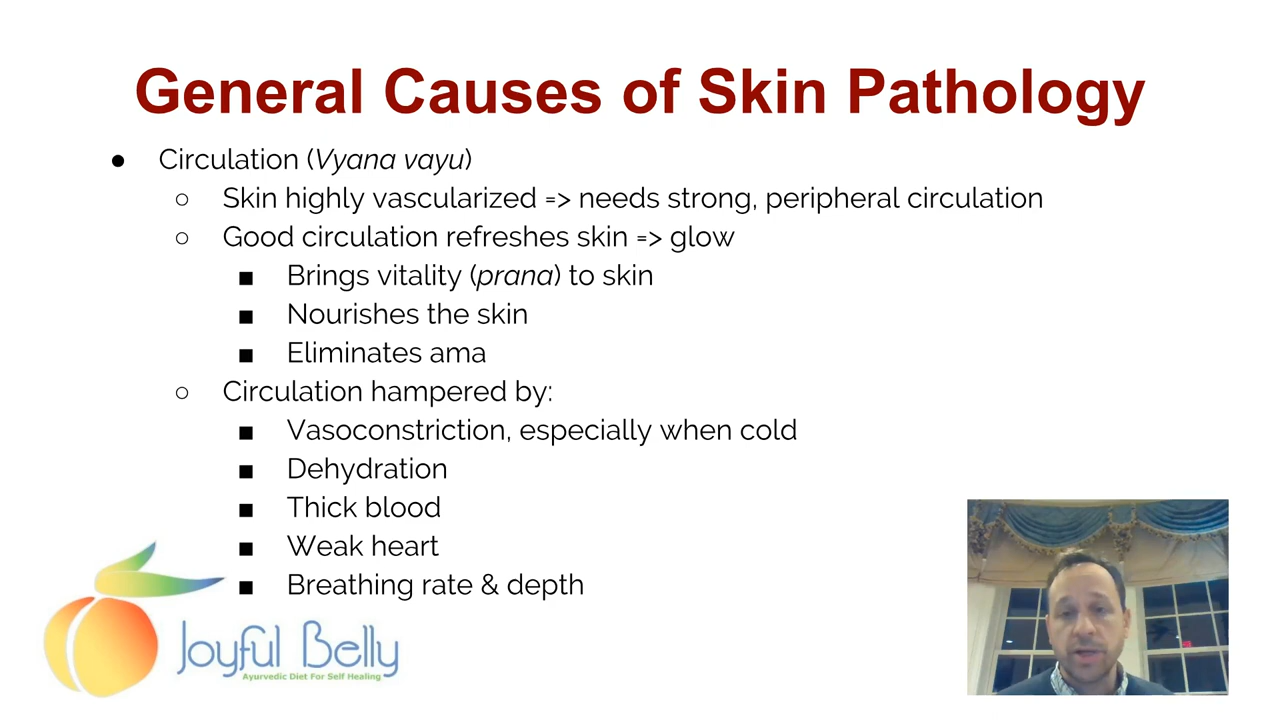 General Causes of Skin Pathology
● Circulation (Vyana vayu)
○ Skin highly vascularized => needs strong, peripheral circulation
○ Good circulation refreshes skin => glow
■ Brings vitality (prana) to skin
■ Nourishes the skin
■ Eliminates ama
○ Circulation hampered by:
■ Vasoconstriction, especially when cold
■ Dehydration
■ Thick blood
■ Weak heart
■ Breathing rate & depth
Joyful Belly
Ayurvedic Diet For Self Healing